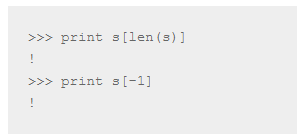 >>> print s[len(s)]
!
>>> print s[-1]
!